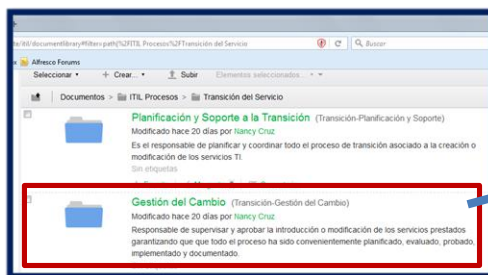 te/itil/documentlibrary#filter=path|%2FITIL Procesos%2FTransición del Servicio
Buscar
Alfresco Forums
Seleccionar
+ Crear...
Subir
Elementos seleccionados...
Documentos > ITIL Procesos > Transición del Servicio
Planificación y Soporte a la Transición (Transición-Planificación y Soporte)
Modificado hace 20 días por Nancy Cruz
Es el responsable de planificar y coordinar todo el proceso de transición asociado a la creación o
modificación de los servicios TI.
Sin etiquetas
Gestión del Cambio (Transición-Gestión del Cambio)
Modificado hace 20 días por Nancy Cruz
Responsable de supervisar y aprobar la introducción o modificación de los servicios prestados
garantizando que que todo el proceso ha sido convenientemente planificado, evaluado, probado,
implementado y documentado.